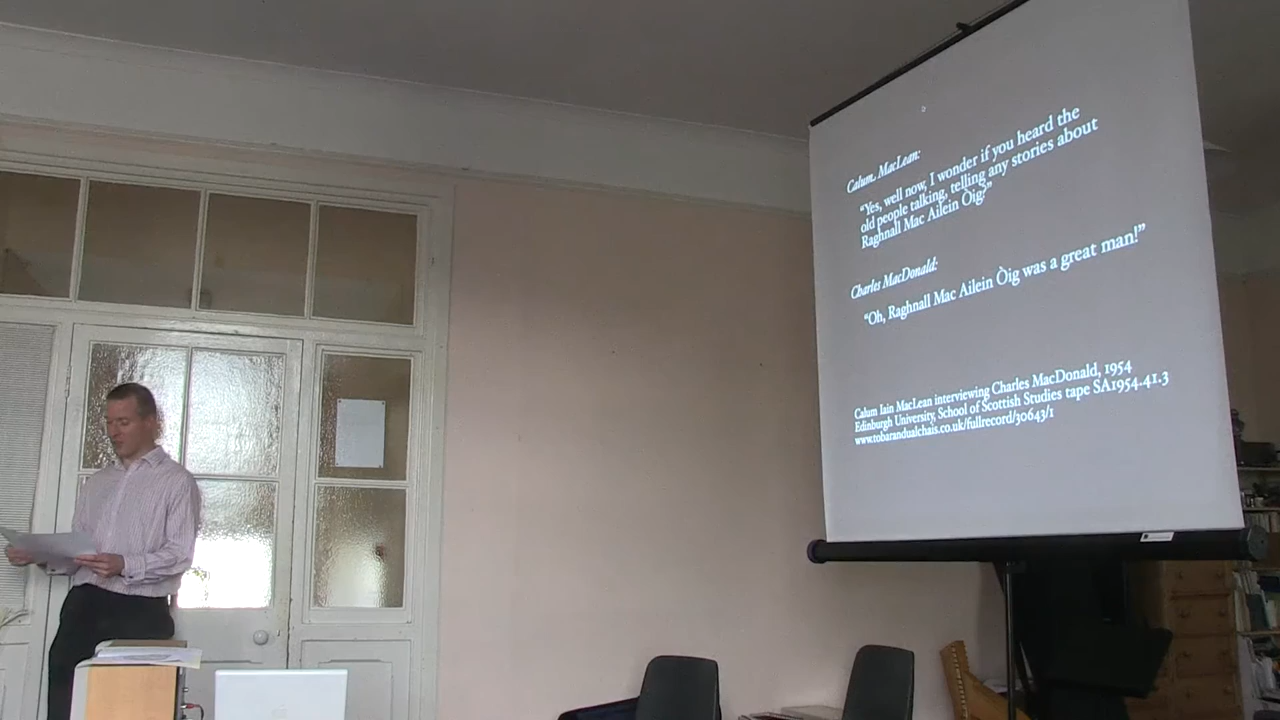 Calum MacLean:
“Yes, well now, I wonder if you heard the
old people talking, telling any stories about
Raghnall Mac Ailein Òig?”
Charles MacDonald:
“Oh, Raghnall Mac Ailein Òig was a great man!”
Calum Iain MacLean interviewing Charles MacDonald, 1954
Edinburgh University, School of Scottish Studies tape SA1954.41.3
www.tobarandualchais.co.uk/fullrecord/30643/1